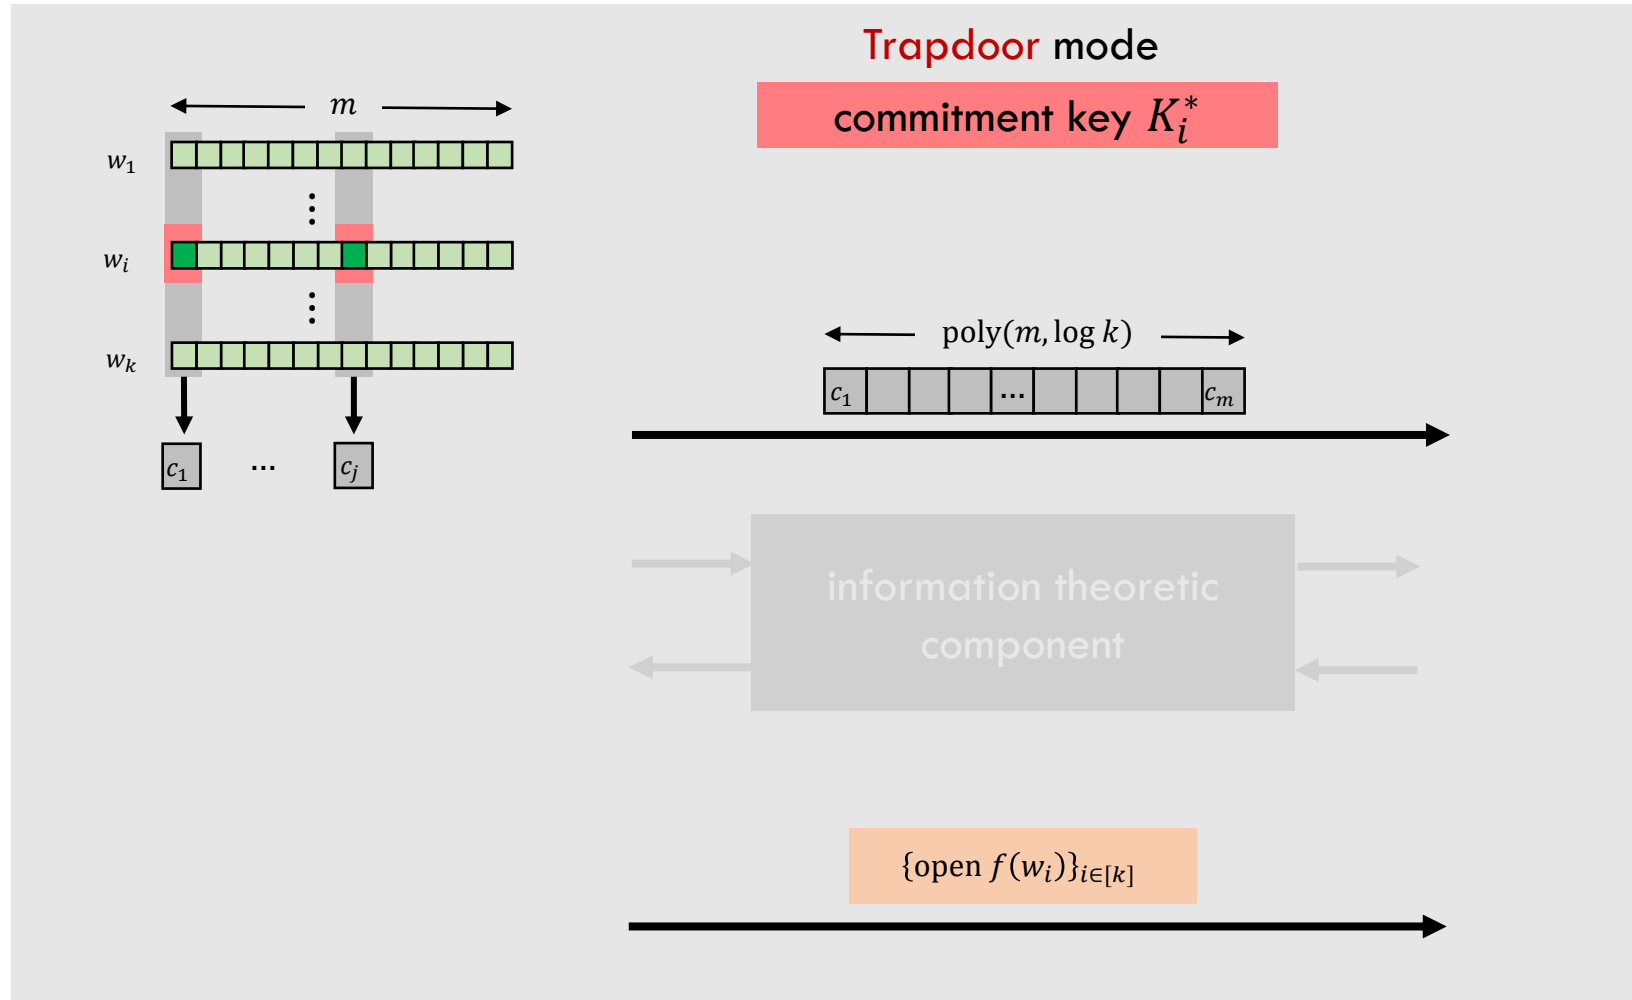 Trapdoor mode
commitment key $K_i^*$
$m$
$w_1$
⋮
$w_i$
⋮
$w_k$
$c_1$ ... $c_j$
poly($m$, log $k$)
$c_1$ ... $c_m$
information theoretic
component
{open $f(w_i)$}$_{i∈[k]}$